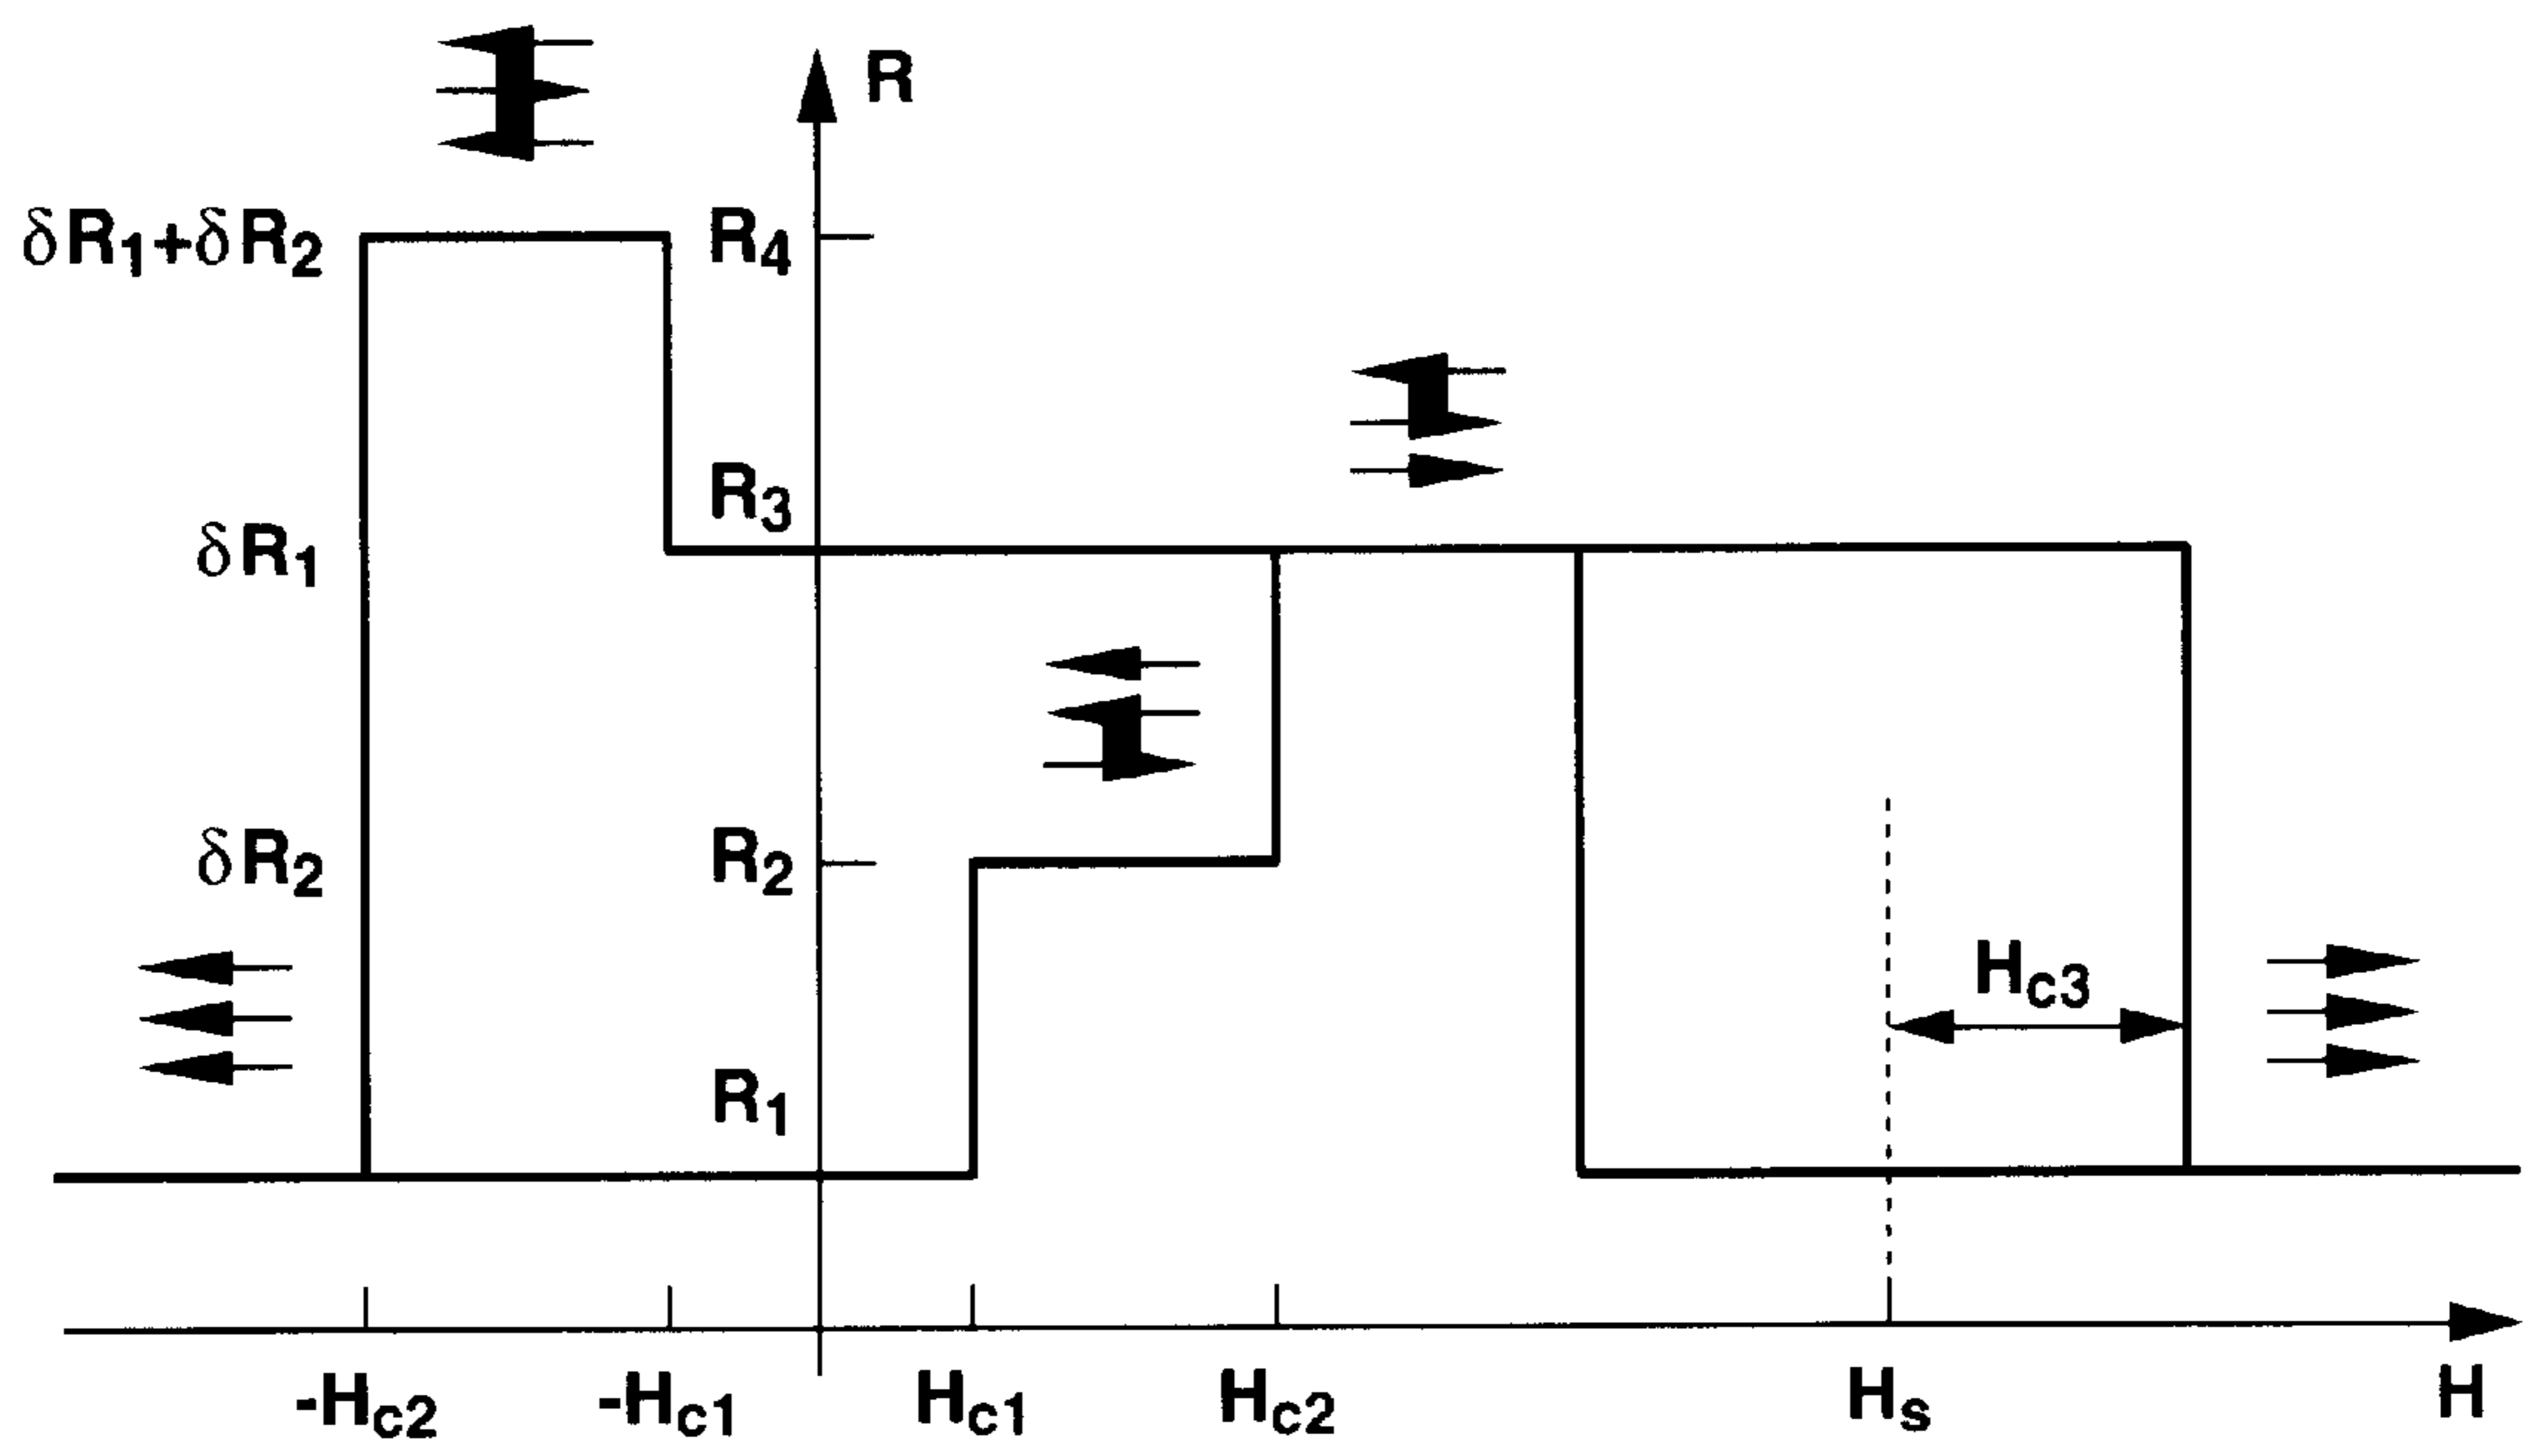 R
δR₁+δR₂
R₄
R₃
δR₁
δR₂
R₂
Hc3
R₁
-Hc2
-Hc1
Hc1
Hc2
Hs
H